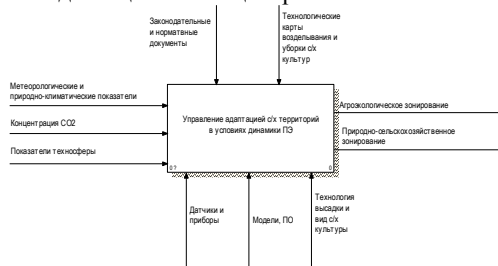 Законодательные
и нормативные
документы
Технологические
карты
возделывания и
уборки с/х
культур
Метеорологические и
природно-климатические показатели
Концентрация CO2
Показатели техносферы
Управление адаптацией с/х территорий
в условиях динамики ПЭ
0 ?
0
Агроэкологическое зонирование
Природно-сельскохозяйственное
зонирование
Датчики и
приборы
Модели, ПО
Технология
высадки и
вид с/х
культуры